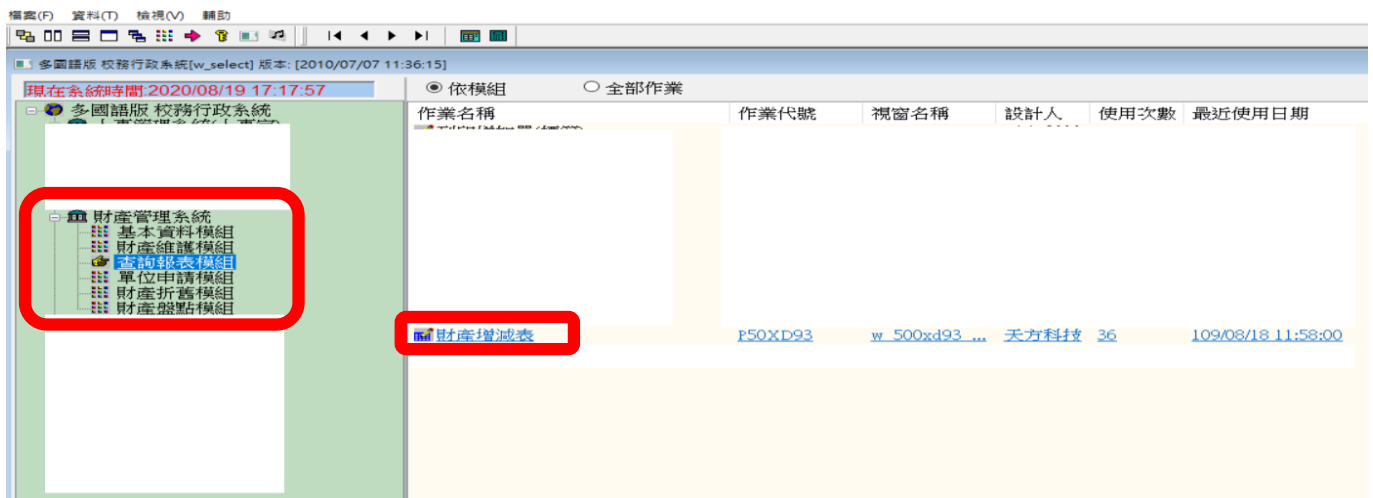 檔案(F) 資料(T) 檢視(V) 輔助
多國語版 校務行政系統[w_select] 版本: [2010/07/07 11:36:15]
現在系統時間:2020/08/19 17:17:57
依模組 全部作業
多國語版 校務行政系統
作業名稱 作業代號 視窗名稱 設計人 使用次數 最近使用日期
財產管理系統
基本資料模組
財產維護模組
查詢報表模組
單位申請模組
財產折舊模組
財產盤點模組
財產增減表 P50XD93 w_500xd93 ... 天方科技 36 109/08/18 11:58:00